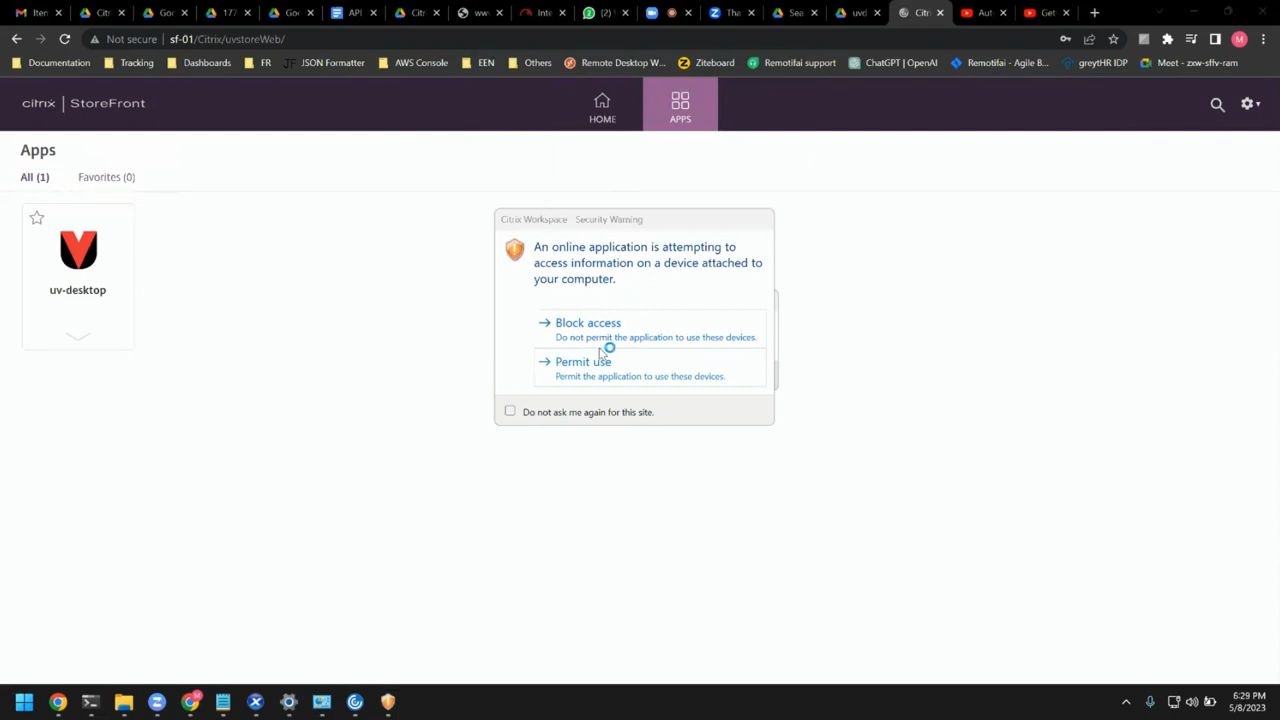 Item
Citr
Goo
177
Goo
API
Citr
ww
Inte
(2)
Tha
Sea
uvd
Citr
Aut
Get
Not secure
sf-01/Citrix/uvstoreWeb/
M
Documentation
Tracking
Dashboards
FR
JF JSON Formatter
AWS Console
EEN
Others
Remote Desktop W...
Ziteboard
Remotifai support
ChatGPT | OpenAI
Remotifai - Agile B...
greytHR IDP
Meet - zxw-sffv-ram
citrix | StoreFront
HOME
APPS
Apps
All (1)
Favorites (0)
uv-desktop
Citrix Workspace Security Warning
An online application is attempting to
access information on a device attached to
your computer.
Block access
Do not permit the application to use these devices.
Permit use
Permit the application to use these devices.
Do not ask me again for this site.
6:29 PM
5/8/2023